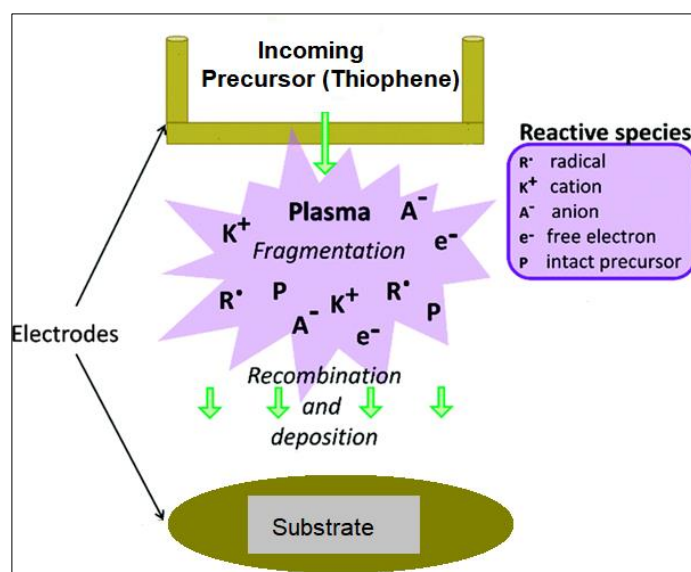 Incoming
Precursor (Thiophene)
Reactive species
R• radical
K+ cation
A- anion
e- free electron
P intact precursor
Plasma
A-
K+
e-
Fragmentation
R•
P
A-
K+
R•
e-
P
Electrodes
Recombination
and
deposition
Substrate